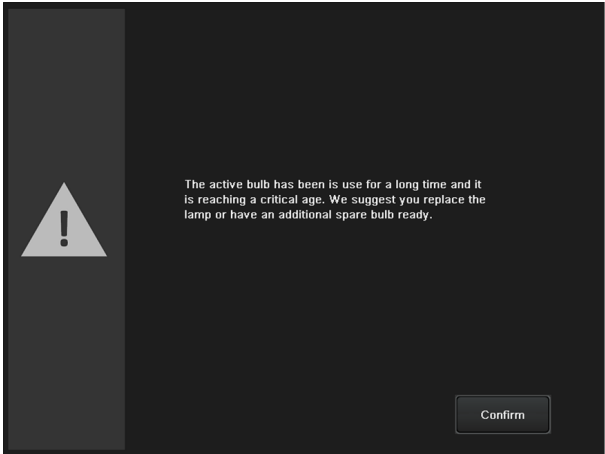 The active bulb has been is use for a long time and it
is reaching a critical age. We suggest you replace the
lamp or have an additional spare bulb ready.
Confirm